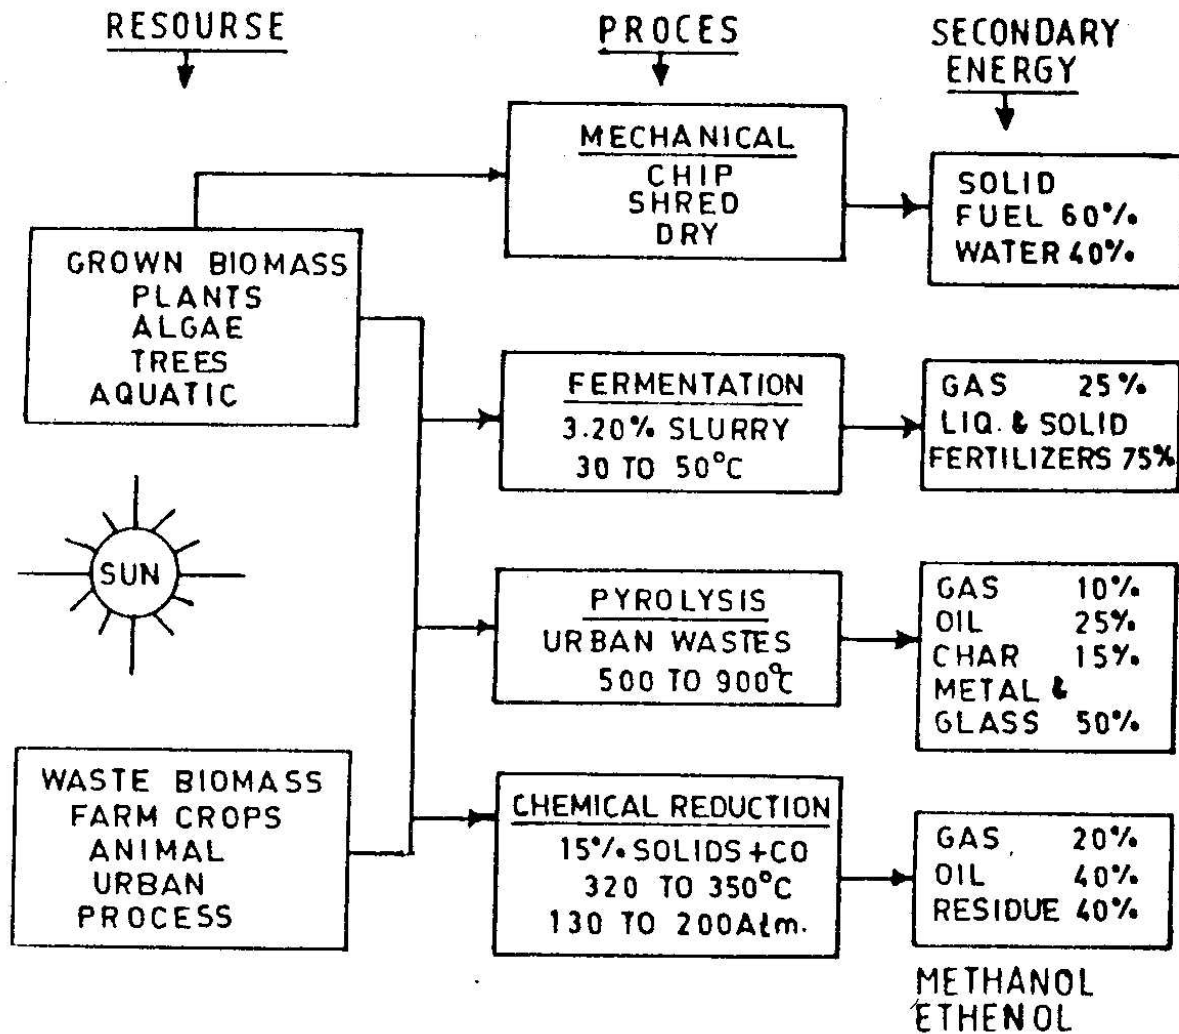 RESOURSE
PROCES
SECONDARY
ENERGY
MECHANICAL
CHIP
SHRED
DRY
SOLID
FUEL 60%
WATER 40%
GROWN BIOMASS
PLANTS
ALGAE
TREES
AQUATIC
FERMENTATION
3.20% SLURRY
30 TO 50°C
GAS 25%
LIQ. & SOLID
FERTILIZERS 75%
SUN
PYROLYSIS
URBAN WASTES
500 TO 900°C
GAS 10%
OIL 25%
CHAR 15%
METAL &
GLASS 50%
WASTE BIOMASS
FARM CROPS
ANIMAL
URBAN
PROCESS
CHEMICAL REDUCTION
15% SOLIDS + CO
320 TO 350°C
130 TO 200 Atm.
GAS 20%
OIL 40%
RESIDUE 40%
METHANOL
ETHENOL